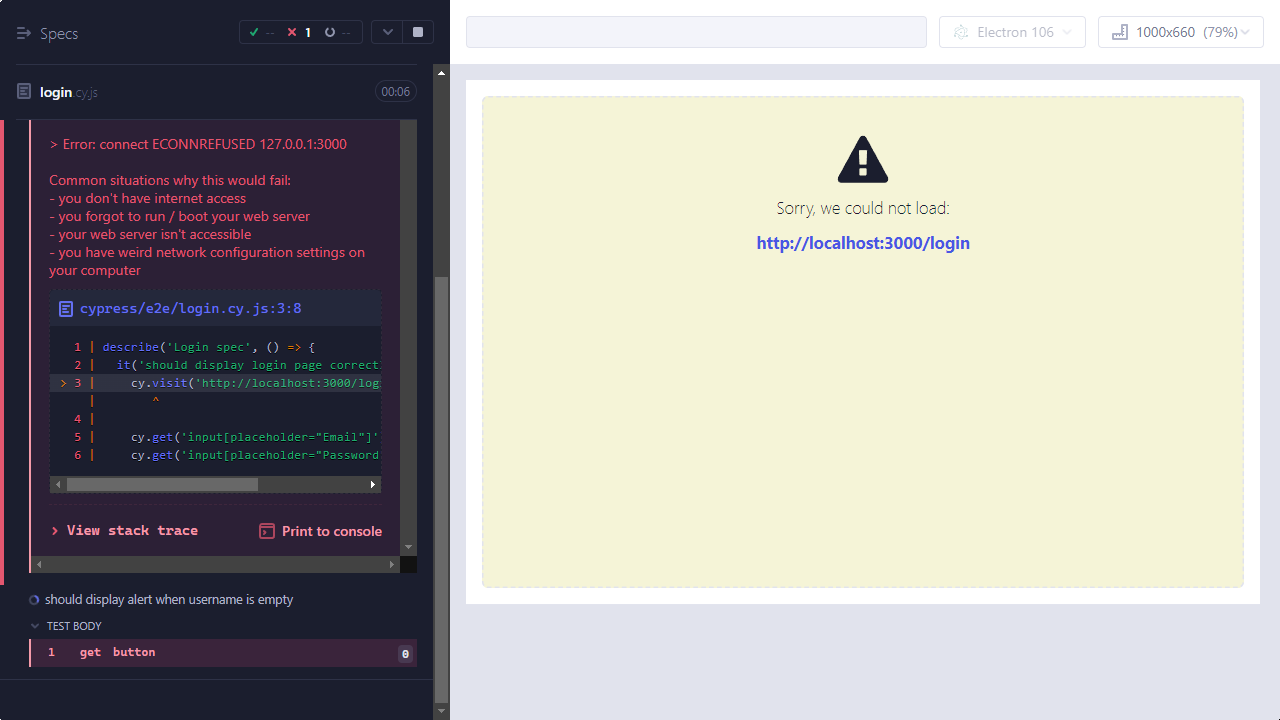 Specs
-- 1 --
Electron 106
1000x660 (79%)
login.cy.js
00:06
> Error: connect ECONNREFUSED 127.0.0.1:3000
Common situations why this would fail:
- you don't have internet access
- you forgot to run / boot your web server
- your web server isn't accessible
- you have weird network configuration settings on
your computer
cypress/e2e/login.cy.js:3:8
1 | describe('Login spec', () => {
2 | it('should display login page correct
> 3 | cy.visit('http://localhost:3000/log
| ^
4 |
5 | cy.get('input[placeholder="Email"]'
6 | cy.get('input[placeholder="Password
View stack trace
Print to console
should display alert when username is empty
TEST BODY
1 get button 0
Sorry, we could not load:
http://localhost:3000/login